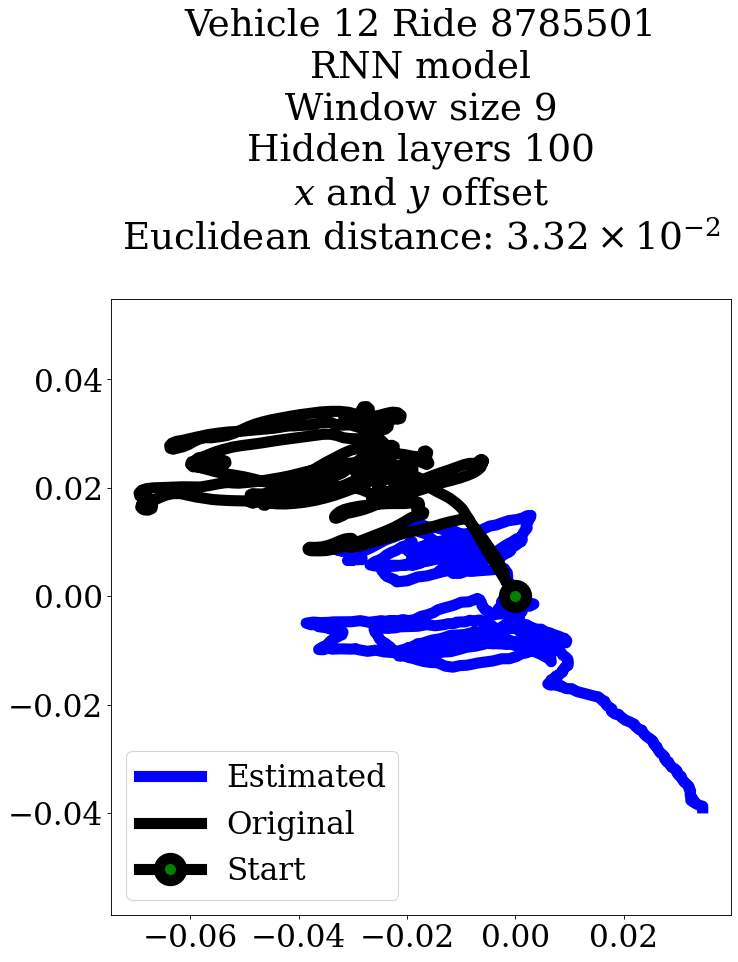 Vehicle 12 Ride 8785501
RNN model
Window size 9
Hidden layers 100
x and y offset
Euclidean distance: 3.32 × 10⁻²
0.04
0.02
0.00
−0.02
−0.04
Estimated
Original
Start
−0.06 −0.04 −0.02 0.00 0.02